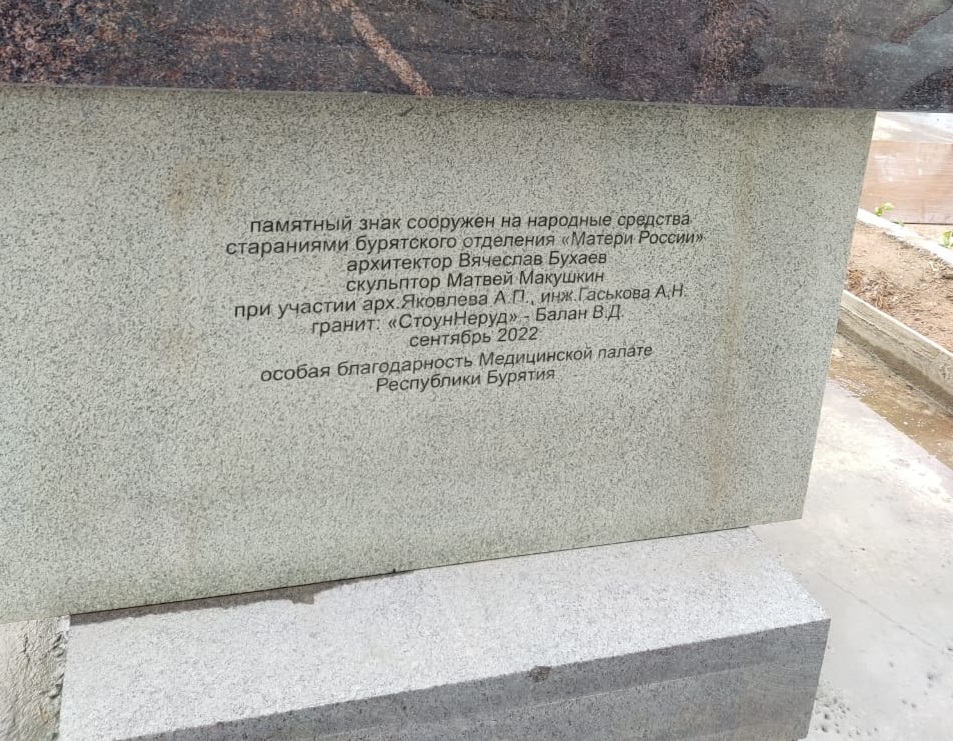 памятный знак сооружен на народные средства
стараниями бурятского отделения «Матери России»
архитектор Вячеслав Бухаев
скульптор Матвей Макушкин
при участии арх.Яковлева А.П., инж.Гаськова А.Н.
гранит: «СтоунНеруд» - Балан В.Д.
сентябрь 2022
особая благодарность Медицинской палате
Республики Бурятия